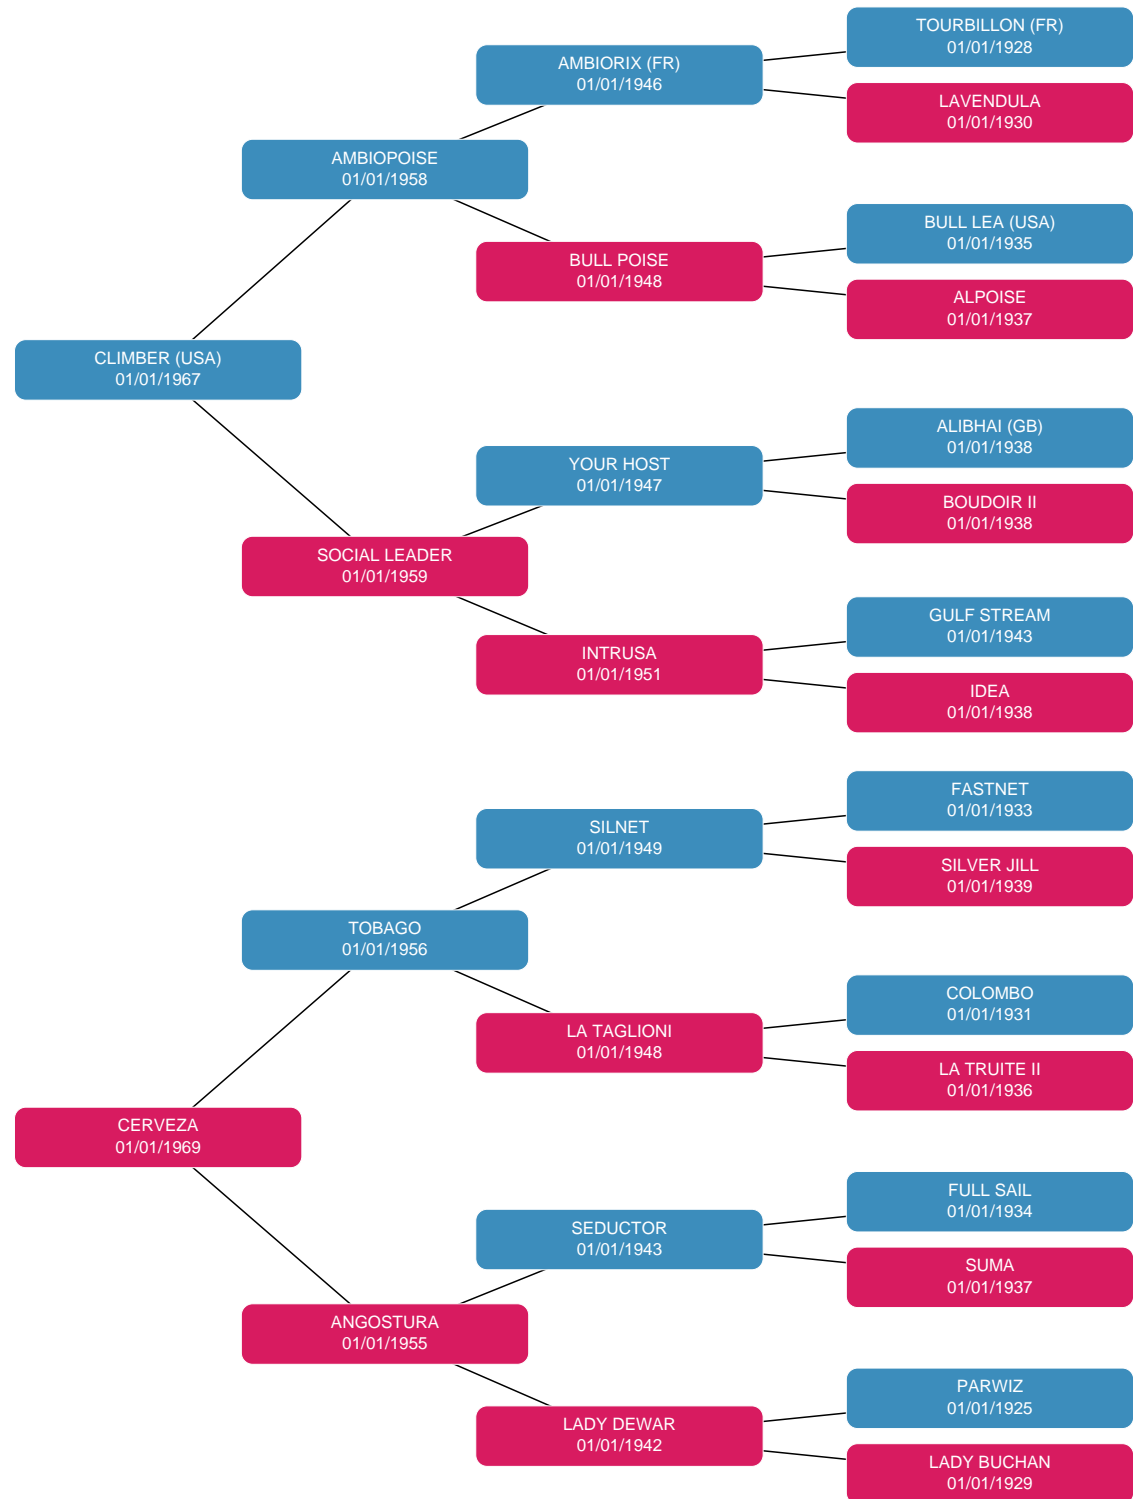 TOURBILLON (FR)
01/01/1928
AMBIORIX (FR)
01/01/1946
LAVENDULA
01/01/1930
AMBIOPOISE
01/01/1958
BULL LEA (USA)
01/01/1935
BULL POISE
01/01/1948
ALPOISE
01/01/1937
CLIMBER (USA)
01/01/1967
ALIBHAI (GB)
01/01/1938
YOUR HOST
01/01/1947
BOUDOIR II
01/01/1938
SOCIAL LEADER
01/01/1959
GULF STREAM
01/01/1943
INTRUSA
01/01/1951
IDEA
01/01/1938
FASTNET
01/01/1933
SILNET
01/01/1949
SILVER JILL
01/01/1939
TOBAGO
01/01/1956
COLOMBO
01/01/1931
LA TAGLIONI
01/01/1948
LA TRUITE II
01/01/1936
CERVEZA
01/01/1969
FULL SAIL
01/01/1934
SEDUCTOR
01/01/1943
SUMA
01/01/1937
ANGOSTURA
01/01/1955
PARWIZ
01/01/1925
LADY DEWAR
01/01/1942
LADY BUCHAN
01/01/1929